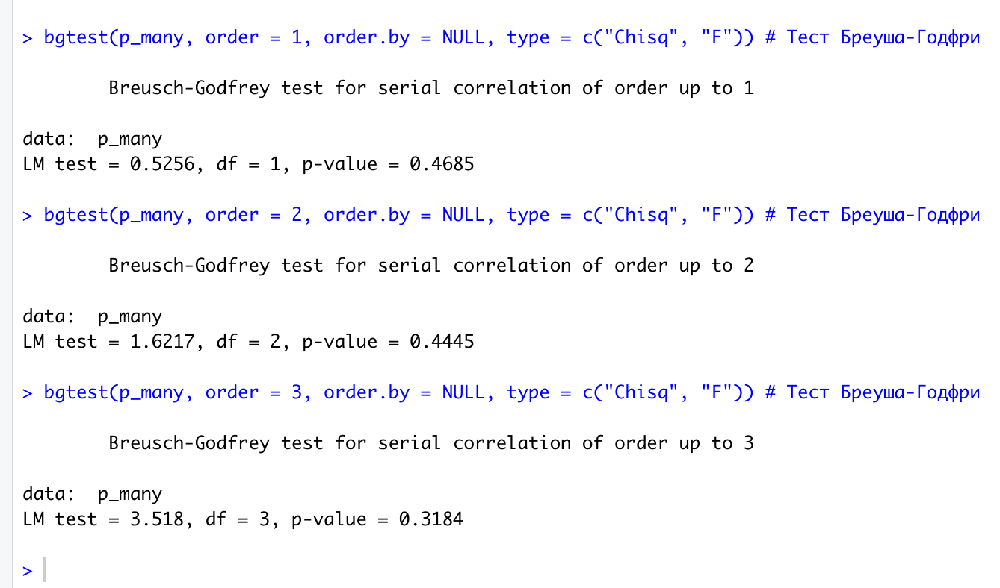 > bgtest(p_many, order = 1, order.by = NULL, type = c("Chisq", "F")) # Тест Бреуша-Годфри
Breusch-Godfrey test for serial correlation of order up to 1
data:  p_many
LM test = 0.5256, df = 1, p-value = 0.4685
> bgtest(p_many, order = 2, order.by = NULL, type = c("Chisq", "F")) # Тест Бреуша-Годфри
Breusch-Godfrey test for serial correlation of order up to 2
data:  p_many
LM test = 1.6217, df = 2, p-value = 0.4445
> bgtest(p_many, order = 3, order.by = NULL, type = c("Chisq", "F")) # Тест Бреуша-Годфри
Breusch-Godfrey test for serial correlation of order up to 3
data:  p_many
LM test = 3.518, df = 3, p-value = 0.3184
>